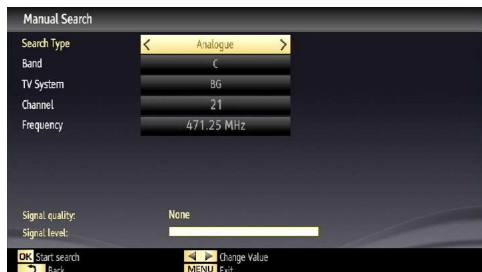 Manual Search
Search Type Analogue
Band C
TV System BG
Channel 21
Frequency 471.25 MHz
Signal quality: None
Signal level:
OK Start search Change Value
Back MENU Exit